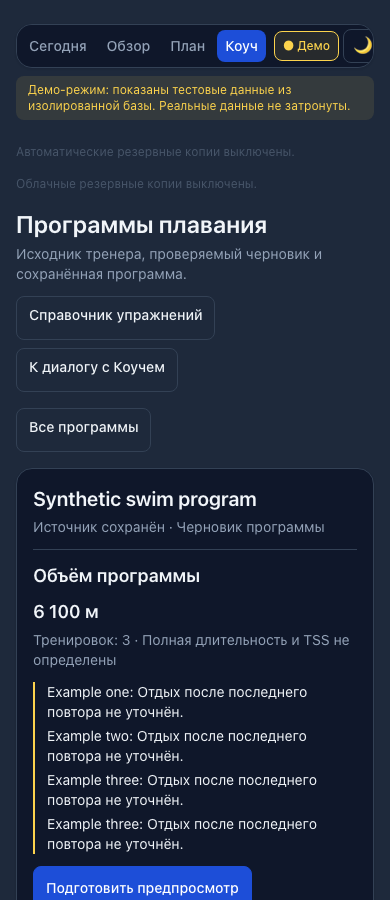 Сегодня Обзор План Коуч Демо
Демо-режим: показаны тестовые данные из
изолированной базы. Реальные данные не затронуты.
Автоматические резервные копии выключены.
Облачные резервные копии выключены.
Программы плавания
Исходник тренера, проверяемый черновик и
сохранённая программа.
Справочник упражнений
К диалогу с Коучем
Все программы
Synthetic swim program
Источник сохранён · Черновик программы
Объём программы
6 100 м
Тренировок: 3 · Полная длительность и TSS не
определены
Example one: Отдых после последнего
повтора не уточнён.
Example two: Отдых после последнего
повтора не уточнён.
Example three: Отдых после последнего
повтора не уточнён.
Example three: Отдых после последнего
повтора не уточнён.
Подготовить предпросмотр